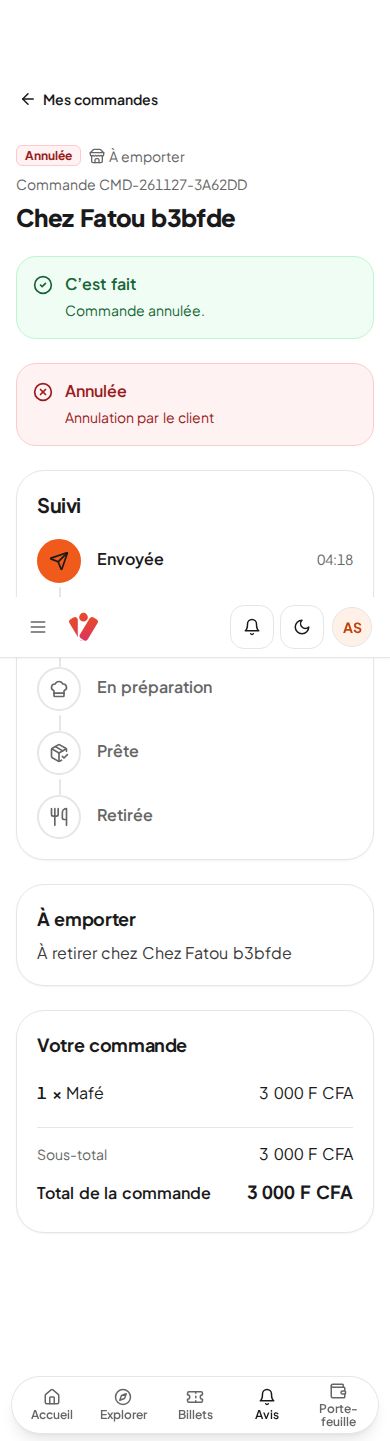 Mes commandes
Annulée À emporter
Commande CMD-261127-3A62DD
Chez Fatou b3bfde
C’est fait
Commande annulée.
Annulée
Annulation par le client
Suivi
Envoyée 04:18
AS
En préparation
Prête
Retirée
À emporter
À retirer chez Chez Fatou b3bfde
Votre commande
1 × Mafé 3 000 F CFA
Sous-total 3 000 F CFA
Total de la commande 3 000 F CFA
Accueil Explorer Billets Avis Porte-
feuille